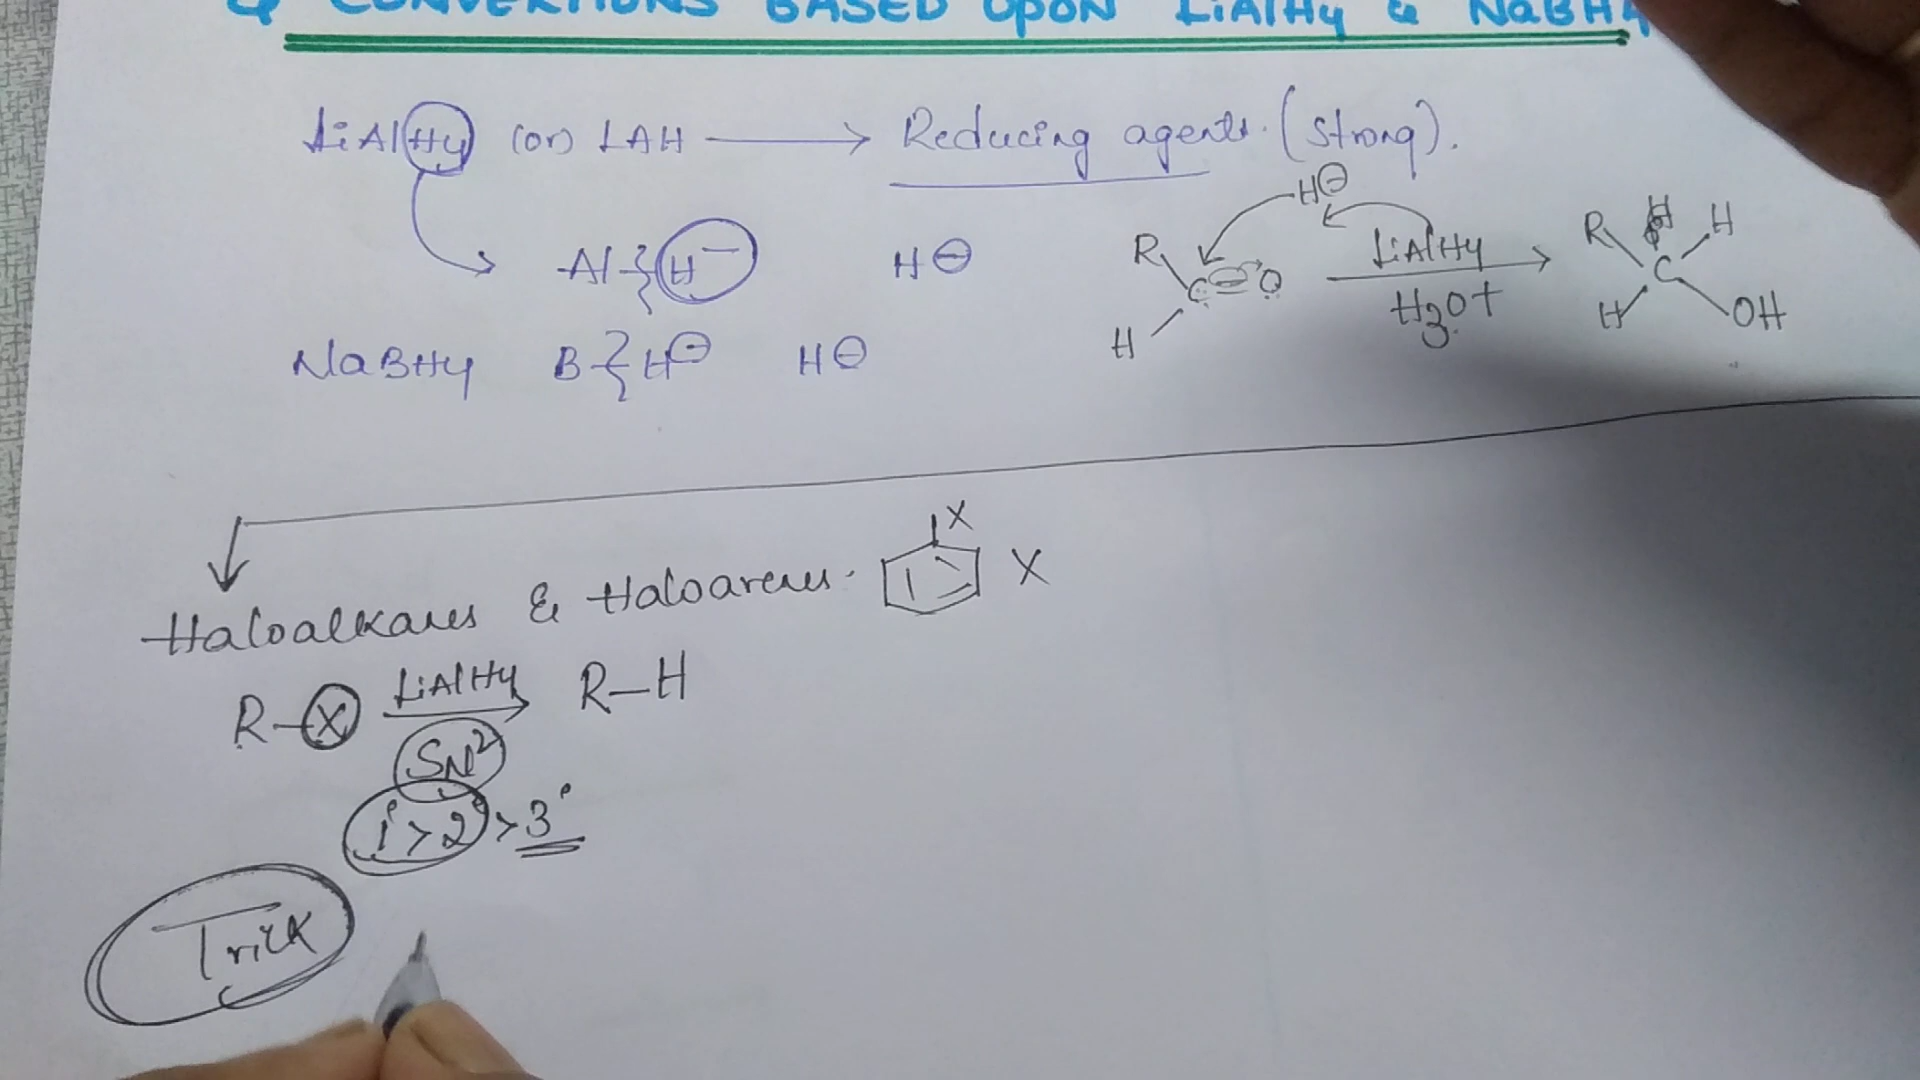 CONVERTIONS BASED UPON LiAlH4 & NaBH4
LiAlH4 (or) LAH → Reducing agents. (strong).
Al H− H⊖
NaBH4 B H⊖ H⊖
H⊖
R C=O H
LiAlH4
H3O+
R H C H OH
Haloalkanes & Haloarenes. X X
R-X LiAlH4 R-H
SN2
1°>2°>3°
Trick